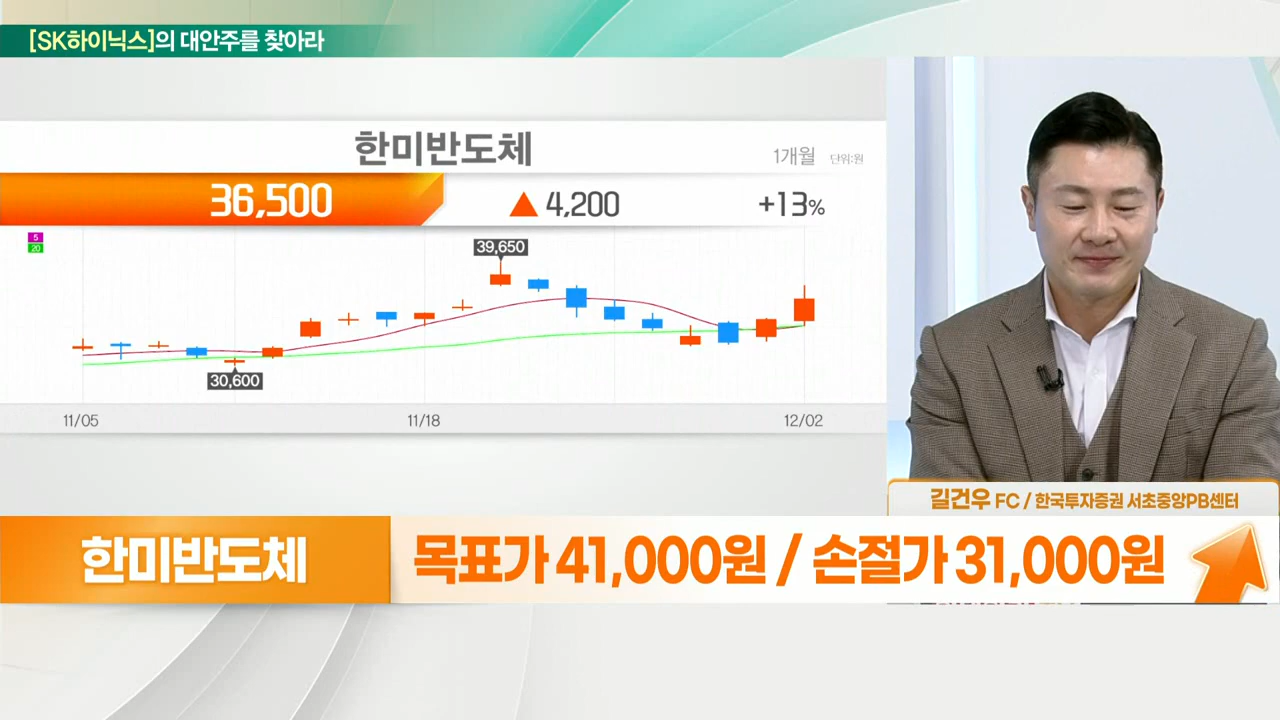 [SK하이닉스]의 대안주를 찾아라
한미반도체
1개월 단위:원
36,500 ▲ 4,200 +13%
5
20
39,650
30,600
11/05 11/18 12/02
길건우 FC / 한국투자증권 서초중앙PB센터
한미반도체
목표가 41,000원 / 손절가 31,000원